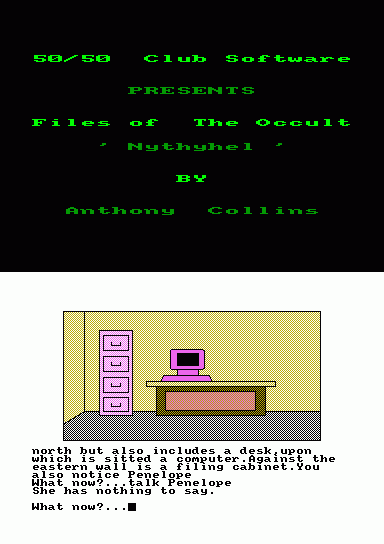 50/50 Club Software
PRESENTS
Files of The Occult
' Nythyhel '
BY
Anthony Collins
north but also includes a desk,upon
which is sitted a computer.Against the
eastern wall is a filing cabinet.You
also notice Penelope
What now?...talk Penelope
She has nothing to say.
What now?...